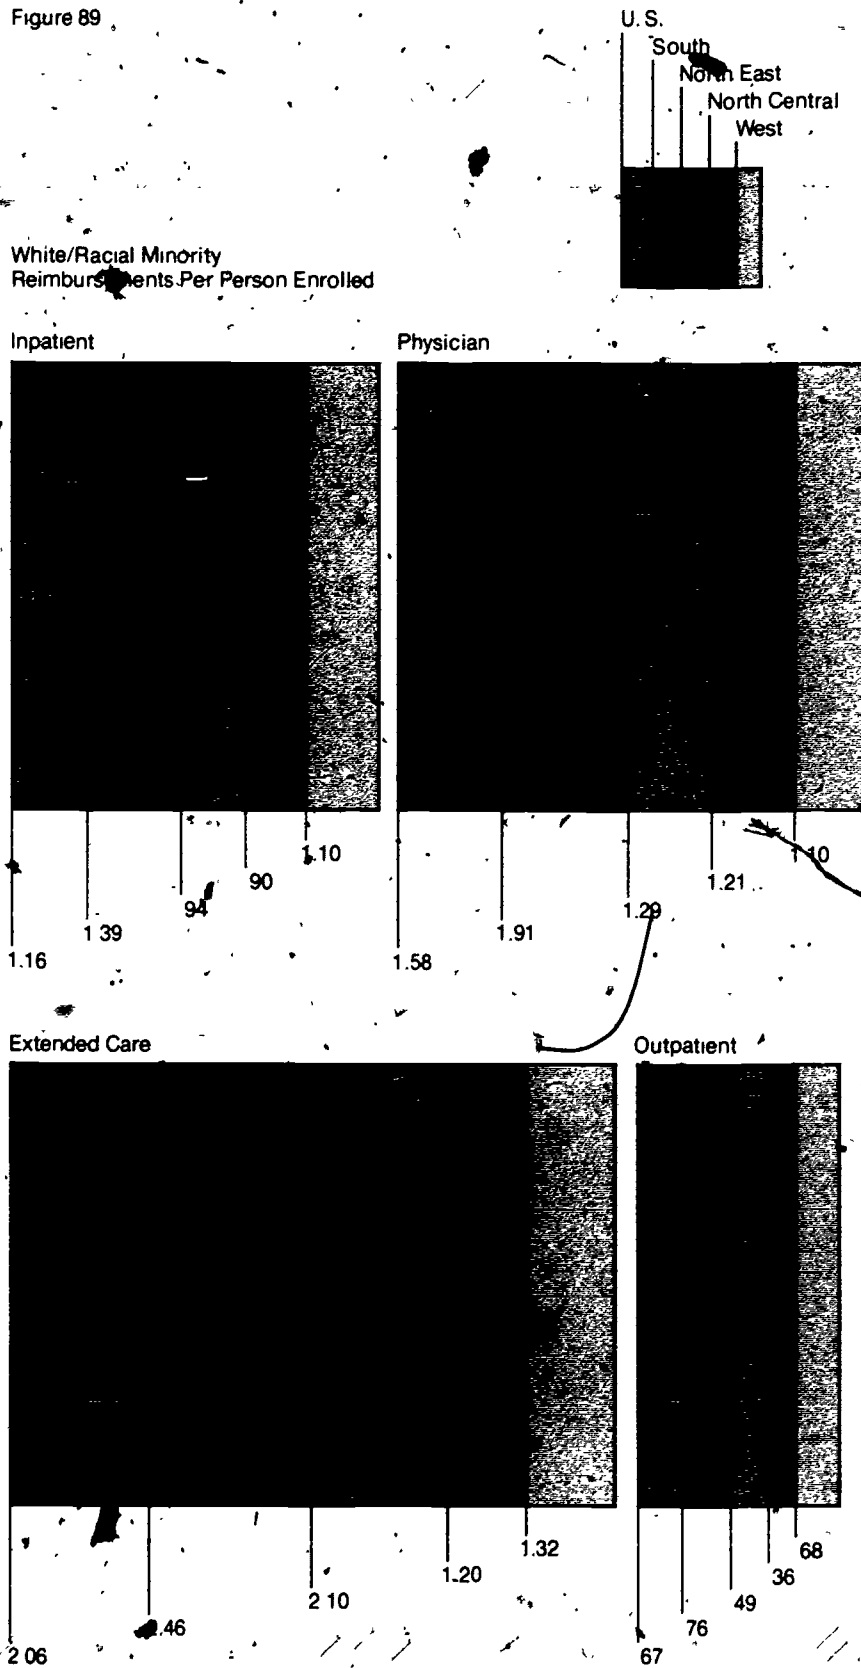 Figure 89
U.S.
South
North East
North Central
West
White/Racial Minority
Reimbursements Per Person Enrolled
Inpatient
Physician
1.10
90
94
1 39
1.16
1.10
1.21
1.29
1.91
1.58
Extended Care
Outpatient
1.32
1.20
2 10
.46
2 06
68
36
49
76
67